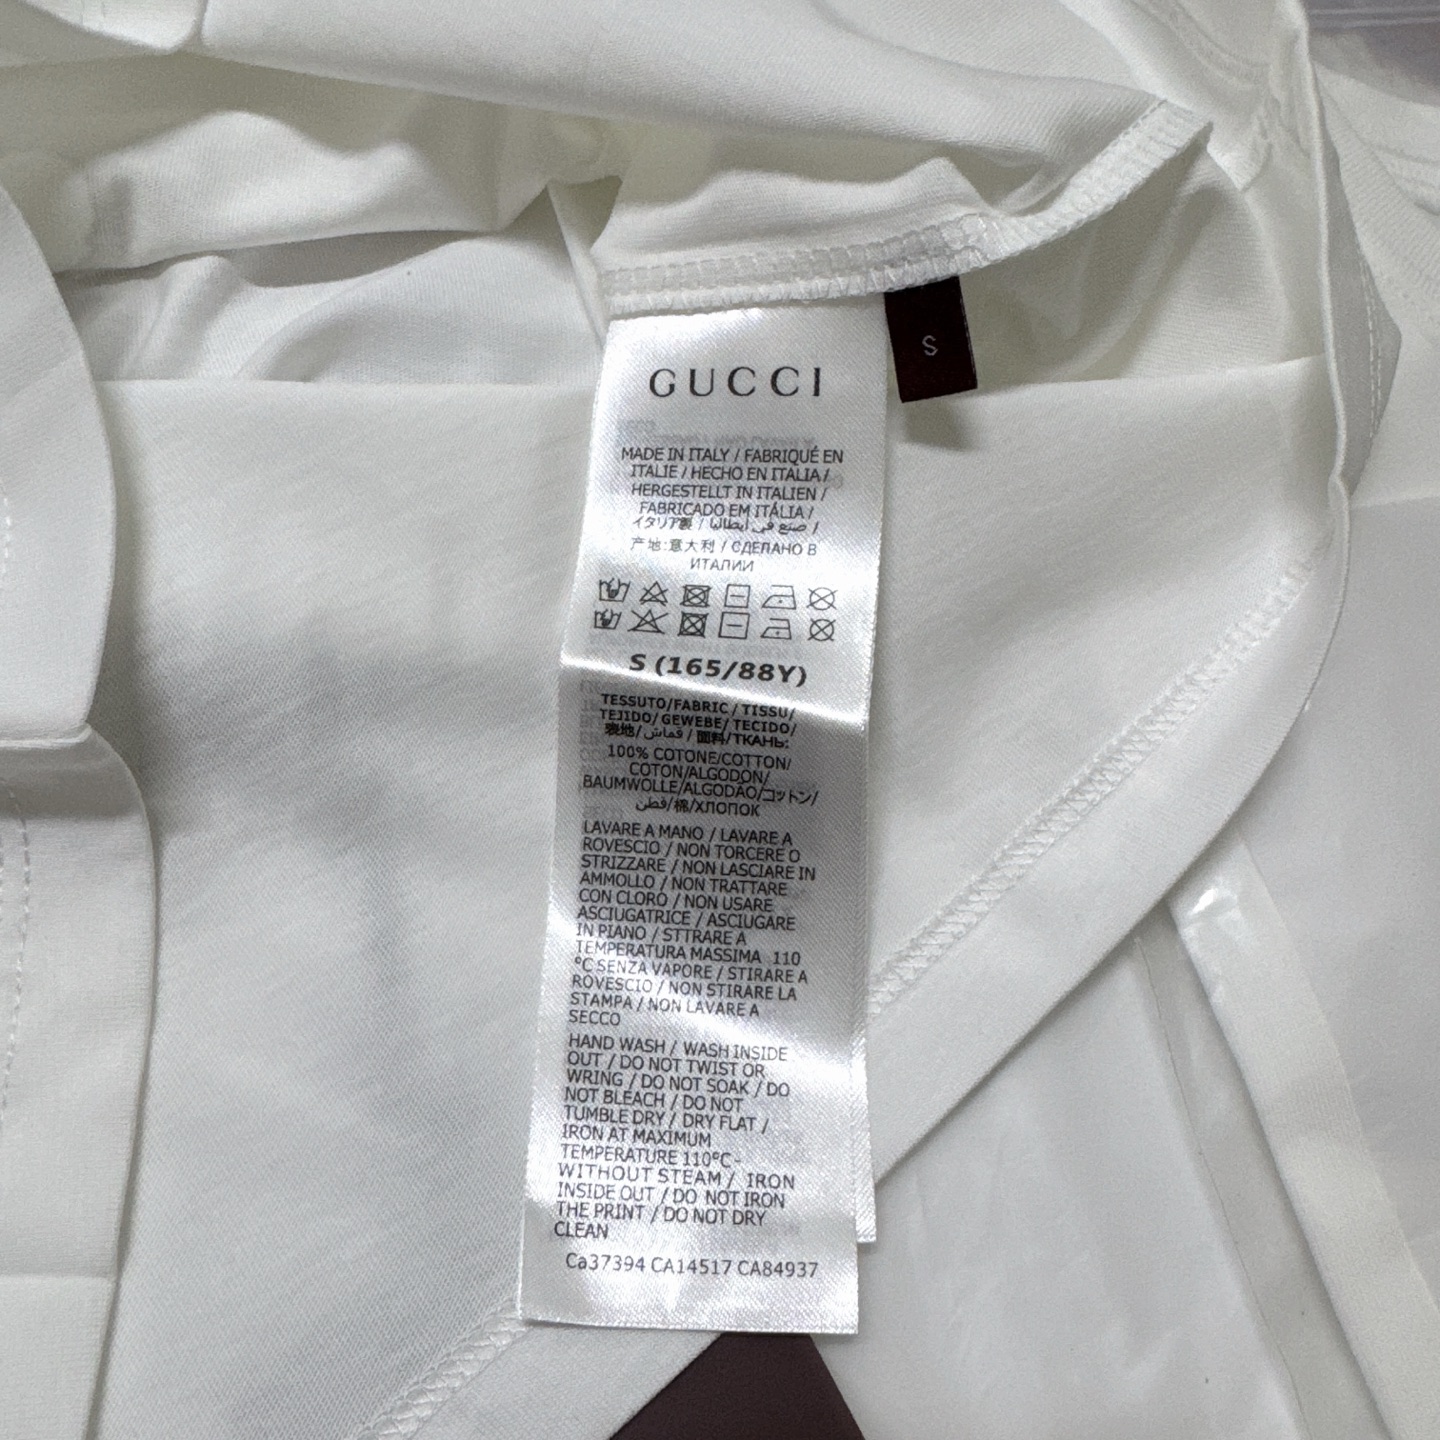 S
GUCCI
MADE IN ITALY / FABRIQUÉ EN
ITALIE / HECHO EN ITALIA /
HERGESTELLT IN ITALIEN /
FABRICADO EM ITÁLIA /
イタリア製 / صنع في ايطاليا /
产地:意大利 / СДЕЛАНО В
ИТАЛИИ
S (165/88Y)
TESSUTO/FABRIC / TISSU/
TEJIDO/ GEWEBE/ TECIDO/
表地/ قماش / 面料/ТКАНЬ:
100% COTONE/COTTON/
COTON/ALGODON/
BAUMWOLLE/ALGODÃO/コットン/
قطن/棉/ХЛОПОК
LAVARE A MANO / LAVARE A
ROVESCIO / NON TORCERE O
STRIZZARE / NON LASCIARE IN
AMMOLLO / NON TRATTARE
CON CLORO / NON USARE
ASCIUGATRICE / ASCIUGARE
IN PIANO / STTRARE A
TEMPERATURA MASSIMA 110
°C SENZA VAPORE / STIRARE A
ROVESCIO / NON STIRARE LA
STAMPA / NON LAVARE A
SECCO
HAND WASH / WASH INSIDE
OUT / DO NOT TWIST OR
WRING / DO NOT SOAK / DO
NOT BLEACH / DO NOT
TUMBLE DRY / DRY FLAT /
IRON AT MAXIMUM
TEMPERATURE 110°C -
WITHOUT STEAM / IRON
INSIDE OUT / DO NOT IRON
THE PRINT / DO NOT DRY
CLEAN
Ca37394 CA14517 CA84937